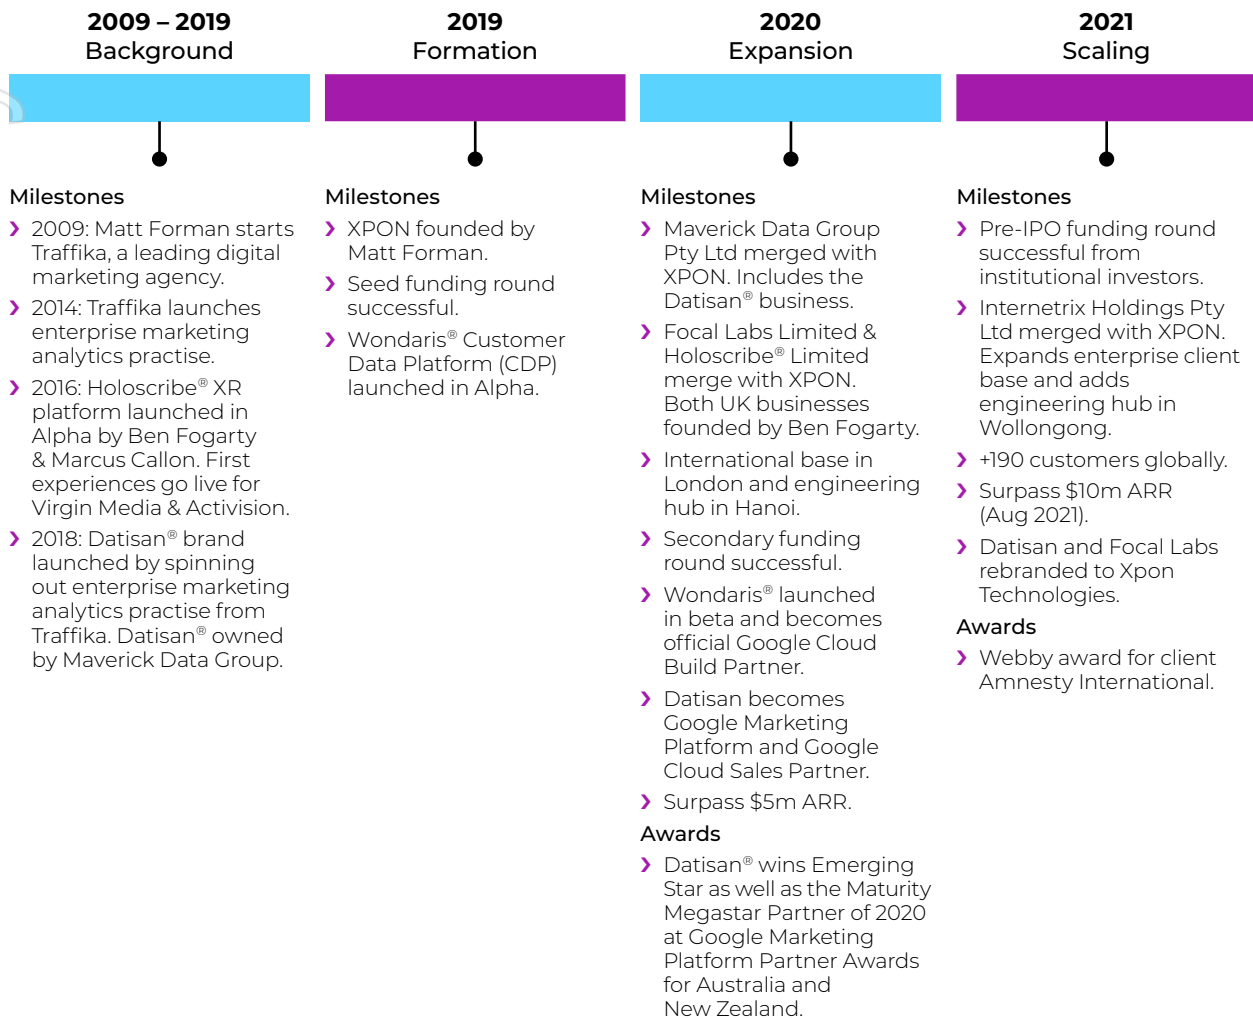 2009 – 2019
Background
Milestones
› 2009: Matt Forman starts
Traffika, a leading digital
marketing agency.
› 2014: Traffika launches
enterprise marketing
analytics practise.
› 2016: Holoscribe® XR
platform launched in
Alpha by Ben Fogarty
& Marcus Callon. First
experiences go live for
Virgin Media & Activision.
› 2018: Datisan® brand
launched by spinning
out enterprise marketing
analytics practise from
Traffika. Datisan® owned
by Maverick Data Group.
2019
Formation
Milestones
› XPON founded by
Matt Forman.
› Seed funding round
successful.
› Wondaris® Customer
Data Platform (CDP)
launched in Alpha.
2020
Expansion
Milestones
› Maverick Data Group
Pty Ltd merged with
XPON. Includes the
Datisan® business.
› Focal Labs Limited &
Holoscribe® Limited
merge with XPON.
Both UK businesses
founded by Ben Fogarty.
› International base in
London and engineering
hub in Hanoi.
› Secondary funding
round successful.
› Wondaris® launched
in beta and becomes
official Google Cloud
Build Partner.
› Datisan becomes
Google Marketing
Platform and Google
Cloud Sales Partner.
› Surpass $5m ARR.
Awards
› Datisan® wins Emerging
Star as well as the Maturity
Megastar Partner of 2020
at Google Marketing
Platform Partner Awards
for Australia and
New Zealand.
2021
Scaling
Milestones
› Pre-IPO funding round
successful from
institutional investors.
› Internetrix Holdings Pty
Ltd merged with XPON.
Expands enterprise client
base and adds
engineering hub in
Wollongong.
› +190 customers globally.
› Surpass $10m ARR
(Aug 2021).
› Datisan and Focal Labs
rebranded to Xpon
Technologies.
Awards
› Webby award for client
Amnesty International.